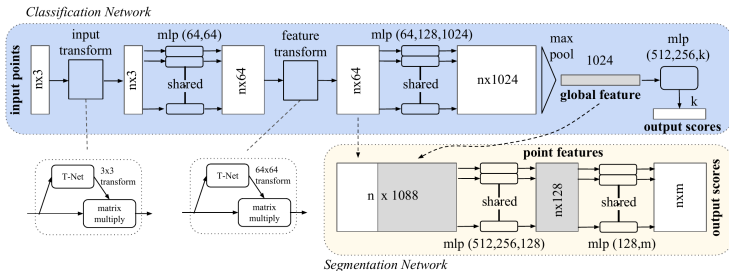 Classification Network
input points
nx3
input
transform
nx3
mlp (64,64)
shared
nx64
feature
transform
nx64
mlp (64,128,1024)
shared
nx1024
max
pool
1024
global feature
mlp
(512,256,k)
k
output scores
T-Net
3x3
transform
matrix
multiply
T-Net
64x64
transform
matrix
multiply
point features
n x 1088
shared
mlp (512,256,128)
nx128
shared
mlp (128,m)
nxm
output scores
Segmentation Network